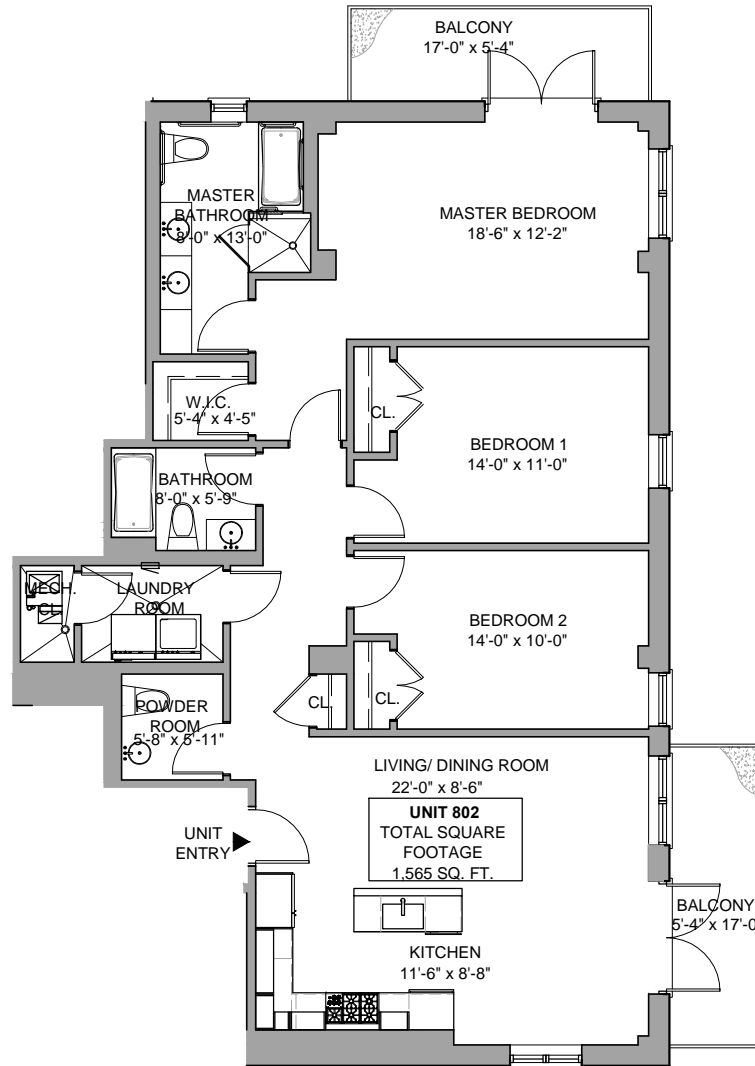 BALCONY
17'-0" x 5'-4"
MASTER
BATHROOM
8'-0" x 13'-0"
MASTER BEDROOM
18'-6" x 12'-2"
W.I.C.
5'-4" x 4'-5"
CL.
BEDROOM 1
14'-0" x 11'-0"
BATHROOM
8'-0" x 5'-9"
MECH.
CL.
LAUNDRY
ROOM
BEDROOM 2
14'-0" x 10'-0"
CL.
CL.
POWDER
ROOM
5'-8" x 5'-11"
LIVING/ DINING ROOM
22'-0" x 8'-6"
UNIT 802
TOTAL SQUARE
FOOTAGE
1,565 SQ. FT.
UNIT
ENTRY
BALCONY
5'-4" x 17'-0
KITCHEN
11'-6" x 8'-8"